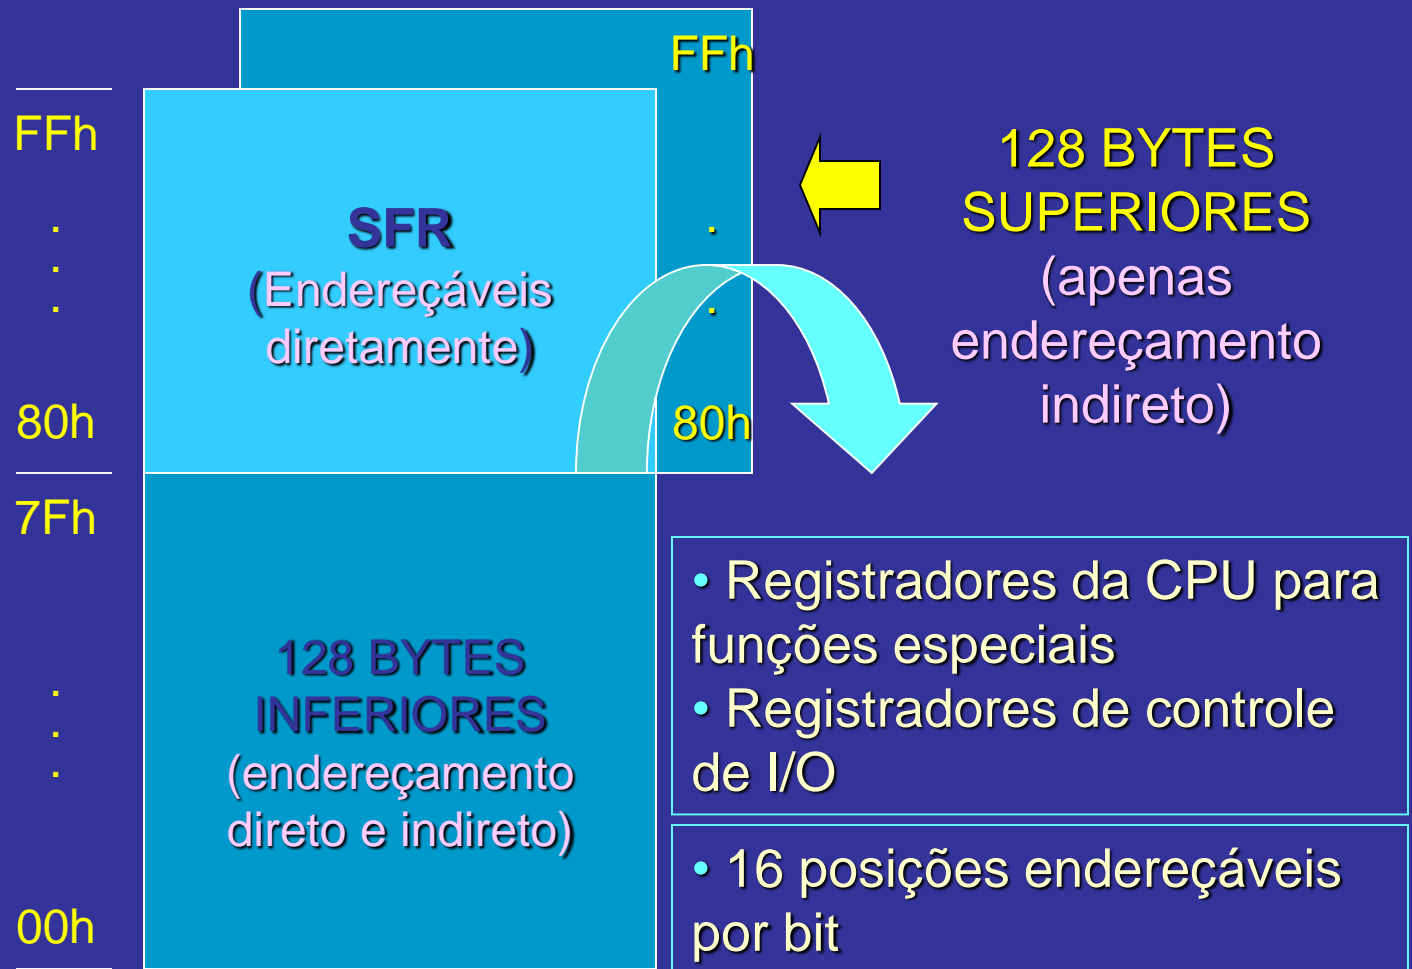 FFh
.
.
.
80h
7Fh
.
.
.
00h
SFR
(Endereçáveis
diretamente)
128 BYTES
INFERIORES
(endereçamento
direto e indireto)
FFh
.
.
80h
128 BYTES
SUPERIORES
(apenas
endereçamento
indireto)
• Registradores da CPU para
funções especiais
• Registradores de controle
de I/O
• 16 posições endereçáveis
por bit